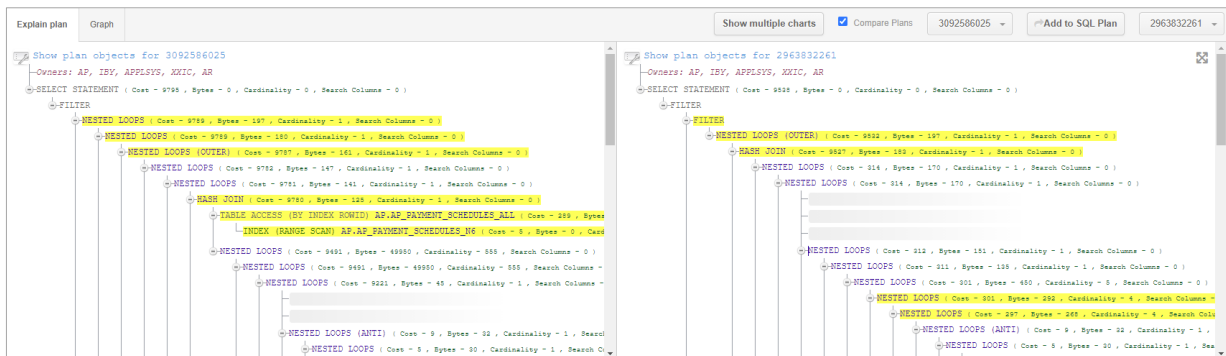 Explain plan
Graph
Show multiple charts
Compare Plans
3092586025
Add to SQL Plan
2963832261
Show plan objects for 3092586025
Owners: AP, IBY, APPLSYS, XXIC, AR
SELECT STATEMENT ( Cost - 9795 , Bytes - 0 , Cardinality - 0 , Search Columns - 0 )
FILTER
NESTED LOOPS ( Cost - 9789 , Bytes - 197 , Cardinality - 1 , Search Columns - 0 )
NESTED LOOPS ( Cost - 9789 , Bytes - 180 , Cardinality - 1 , Search Columns - 0 )
NESTED LOOPS (OUTER) ( Cost - 9787 , Bytes - 161 , Cardinality - 1 , Search Columns - 0 )
NESTED LOOPS ( Cost - 9782 , Bytes - 147 , Cardinality - 1 , Search Columns - 0 )
NESTED LOOPS ( Cost - 9781 , Bytes - 141 , Cardinality - 1 , Search Columns - 0 )
HASH JOIN ( Cost - 9780 , Bytes - 125 , Cardinality - 1 , Search Columns - 0 )
TABLE ACCESS (BY INDEX ROWID) AP.AP_PAYMENT_SCHEDULES_ALL ( Cost - 289 , Bytes
INDEX (RANGE SCAN) AP.AP_PAYMENT_SCHEDULES_N6 ( Cost - 5 , Bytes - 0 , Card
NESTED LOOPS ( Cost - 9491 , Bytes - 49950 , Cardinality - 555 , Search Columns -
NESTED LOOPS ( Cost - 9491 , Bytes - 49950 , Cardinality - 555 , Search Columns -
NESTED LOOPS ( Cost - 9221 , Bytes - 45 , Cardinality - 1 , Search Columns -
NESTED LOOPS (ANTI) ( Cost - 9 , Bytes - 32 , Cardinality - 1 , Searc
NESTED LOOPS ( Cost - 5 , Bytes - 30 , Cardinality - 1 , Search Co
Show plan objects for 2963832261
Owners: AP, IBY, APPLSYS, XXIC, AR
SELECT STATEMENT ( Cost - 9538 , Bytes - 0 , Cardinality - 0 , Search Columns - 0 )
FILTER
FILTER
NESTED LOOPS (OUTER) ( Cost - 9532 , Bytes - 197 , Cardinality - 1 , Search Columns - 0 )
HASH JOIN ( Cost - 9527 , Bytes - 183 , Cardinality - 1 , Search Columns - 0 )
NESTED LOOPS ( Cost - 314 , Bytes - 170 , Cardinality - 1 , Search Columns - 0 )
NESTED LOOPS ( Cost - 314 , Bytes - 170 , Cardinality - 1 , Search Columns - 0 )
NESTED LOOPS ( Cost - 312 , Bytes - 151 , Cardinality - 1 , Search Columns - 0 )
NESTED LOOPS ( Cost - 311 , Bytes - 135 , Cardinality - 1 , Search Columns - 0 )
NESTED LOOPS ( Cost - 301 , Bytes - 450 , Cardinality - 5 , Search Columns - 0 )
NESTED LOOPS ( Cost - 301 , Bytes - 292 , Cardinality - 4 , Search Columns -
NESTED LOOPS ( Cost - 297 , Bytes - 268 , Cardinality - 4 , Search Colum
NESTED LOOPS (ANTI) ( Cost - 9 , Bytes - 32 , Cardinality - 1 , Sea
NESTED LOOPS ( Cost - 5 , Bytes - 30 , Cardinality - 1 , Search